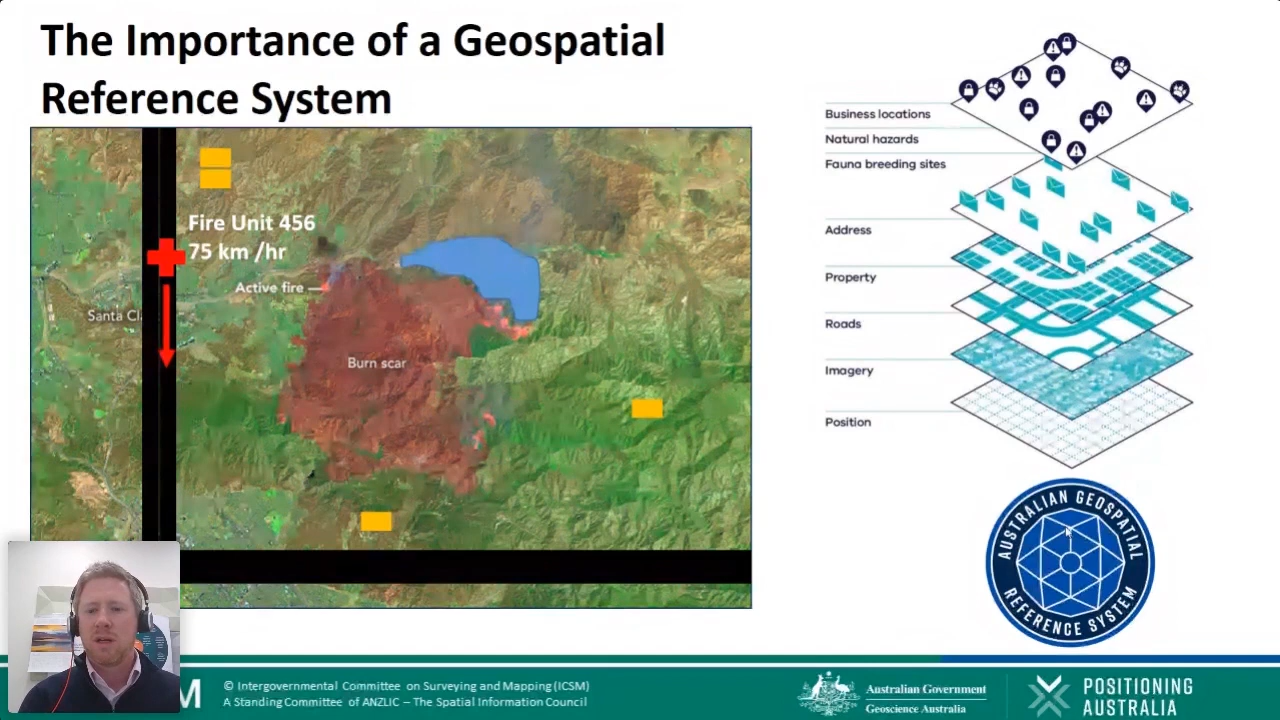 The Importance of a Geospatial
Reference System
Fire Unit 456
75 km /hr
Active fire
Santa Cl
Burn scar
Business locations
Natural hazards
Fauna breeding sites
Address
Property
Roads
Imagery
Position
AUSTRALIAN GEOSPATIAL
REFERENCE SYSTEM
M
© Intergovernmental Committee on Surveying and Mapping (ICSM)
A Standing Committee of ANZLIC – The Spatial Information Council
Australian Government
Geoscience Australia
POSITIONING
AUSTRALIA